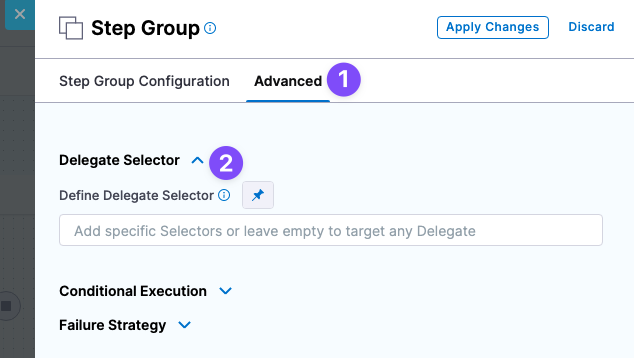 Step Group
Apply Changes
Discard
Step Group Configuration
Advanced
1
Delegate Selector
2
Define Delegate Selector
Add specific Selectors or leave empty to target any Delegate
Conditional Execution
Failure Strategy